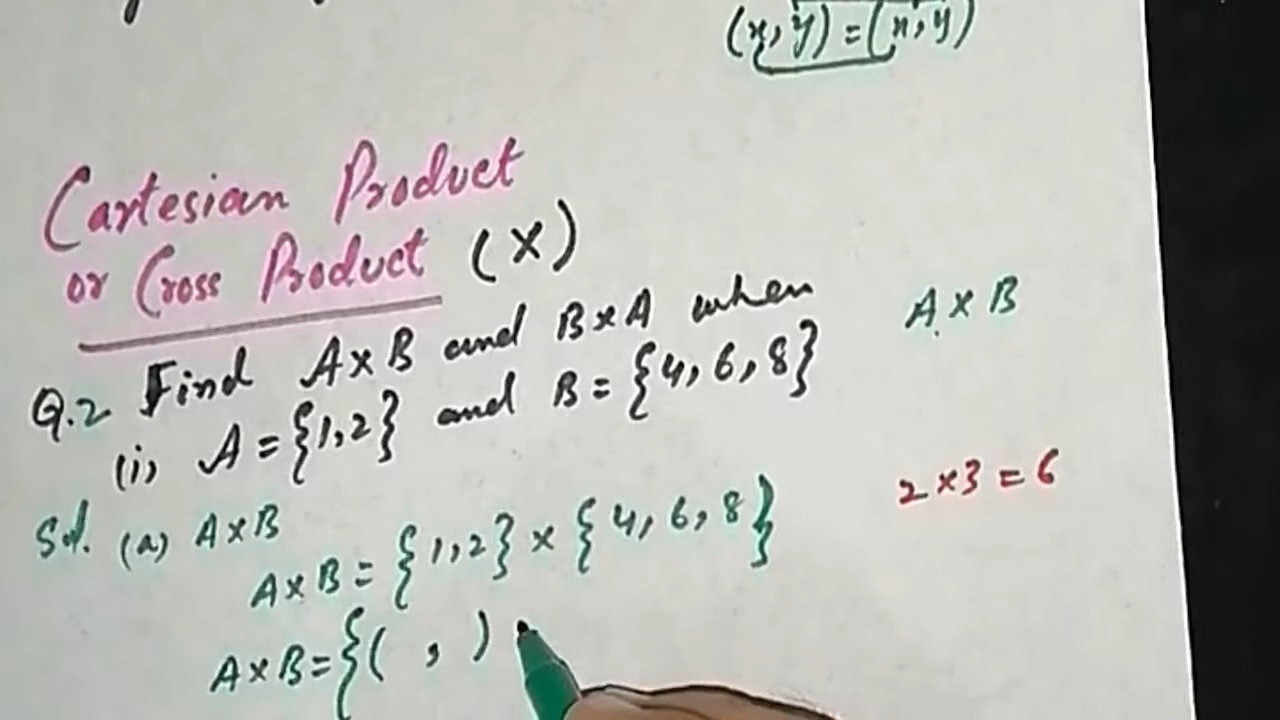 (x, y) = (x, y)
Cartesian Product
or Cross Product (X)
Q.2 Find A×B and B×A when
(i) A = {1,2} and B = {4, 6, 8}
A × B
Sol. (a) A×B
2 × 3 = 6
A×B = {1,2} × {4, 6, 8}
A×B = {( , )